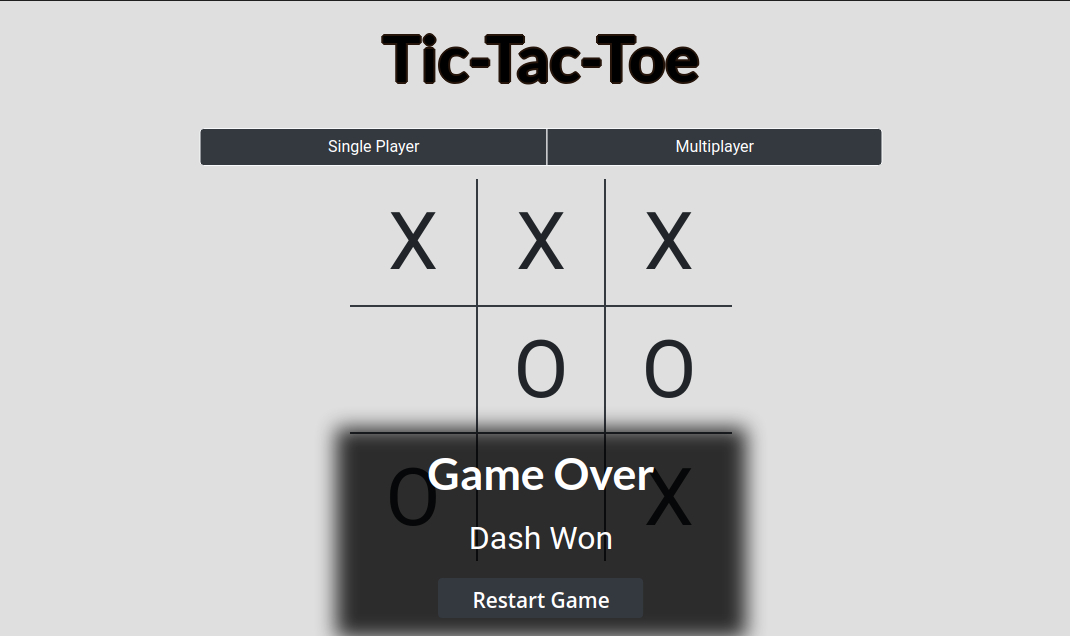 Tic-Tac-Toe
Single Player Multiplayer
X X X
O O
O X
Game Over
Dash Won
Restart Game